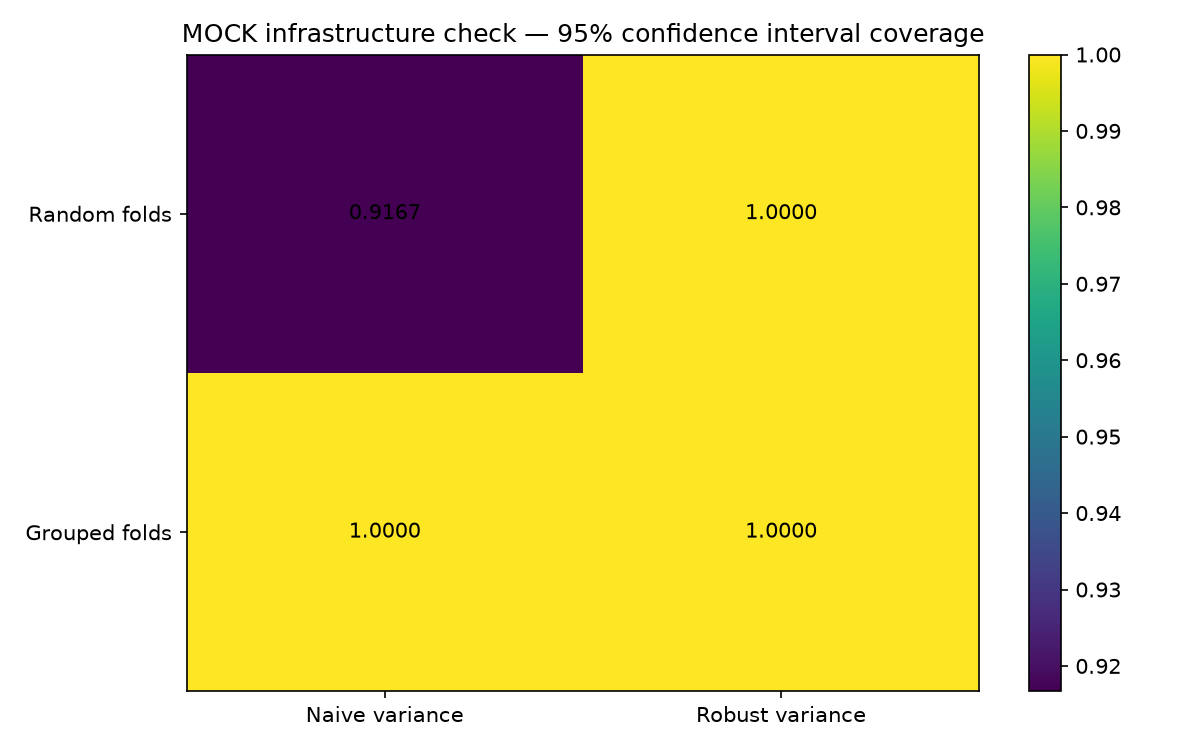 MOCK infrastructure check — 95% confidence interval coverage
1.00
0.99
0.98
0.97
0.96
0.95
0.94
0.93
0.92
Random folds
0.9167
1.0000
Grouped folds
1.0000
1.0000
Naive variance
Robust variance